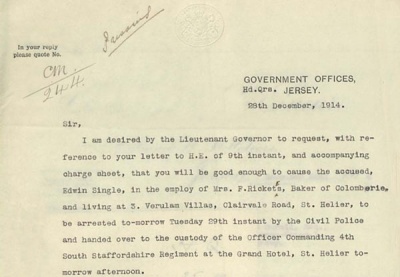 In your reply
please quote No.
CM.
244
GOVERNMENT OFFICES,
Hd.Qrs. JERSEY.
28th December, 1914.
Sir,
I am desired by the Lieutenant Governor to request, with re-
ference to your letter to H.E. of 9th instant, and accompanying
charge sheet, that you will be good enough to cause the accused,
Edwin Single, in the employ of Mrs. F.Rickets, Baker of Colomberie,
and living at 3. Verulam Villas, Clairvale Road, St. Helier, to
be arrested to-morrow Tuesday 29th instant by the Civil Police
and handed over to the custody of the Officer Commanding 4th
South Staffordshire Regiment at the Grand Hotel, St. Helier to-
morrow afternoon.